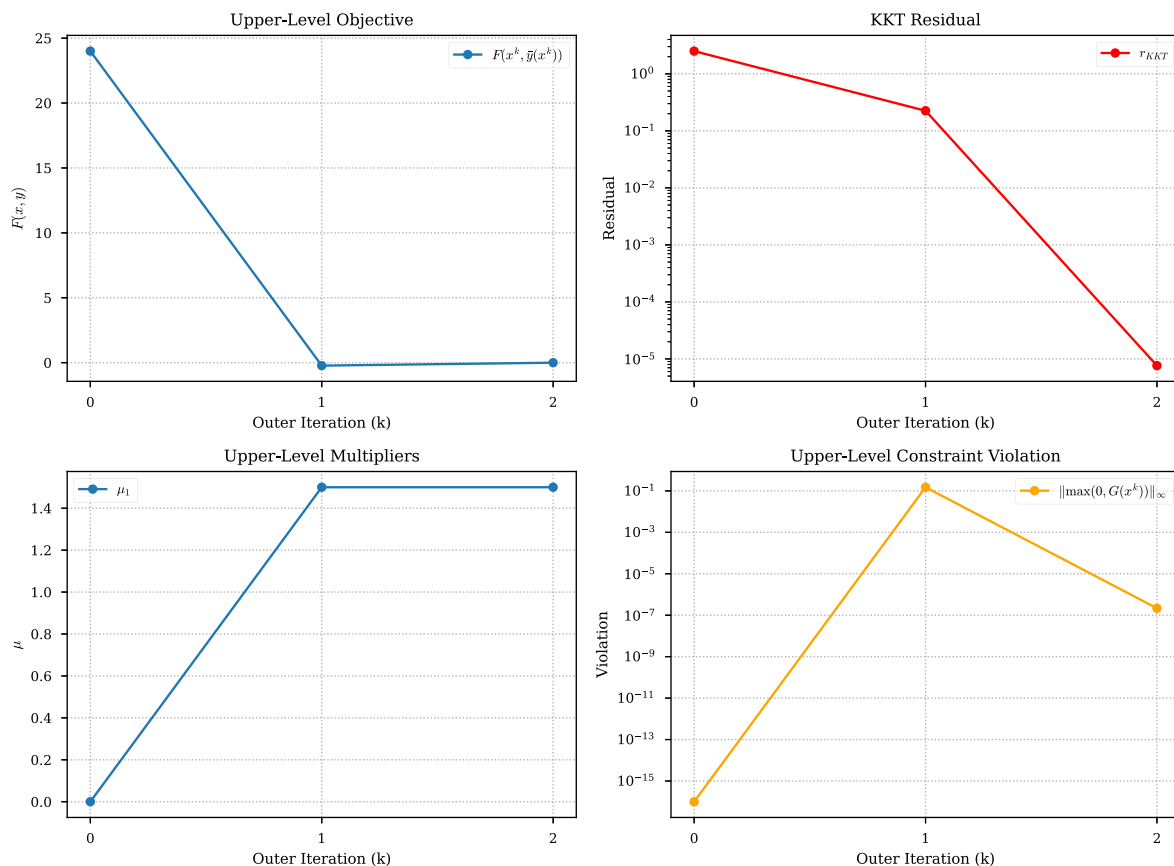 Upper-Level Objective
25
20
15
10
5
0
F(x, y)
F(x^k, ȳ(x^k))
0 1 2
Outer Iteration (k)
KKT Residual
10^0
10^−1
10^−2
10^−3
10^−4
10^−5
Residual
r_KKT
0 1 2
Outer Iteration (k)
Upper-Level Multipliers
1.4
1.2
1.0
0.8
0.6
0.4
0.2
0.0
μ
μ_1
0 1 2
Outer Iteration (k)
Upper-Level Constraint Violation
10^−1
10^−3
10^−5
10^−7
10^−9
10^−11
10^−13
10^−15
Violation
∥max(0, G(x^k))∥_∞
0 1 2
Outer Iteration (k)